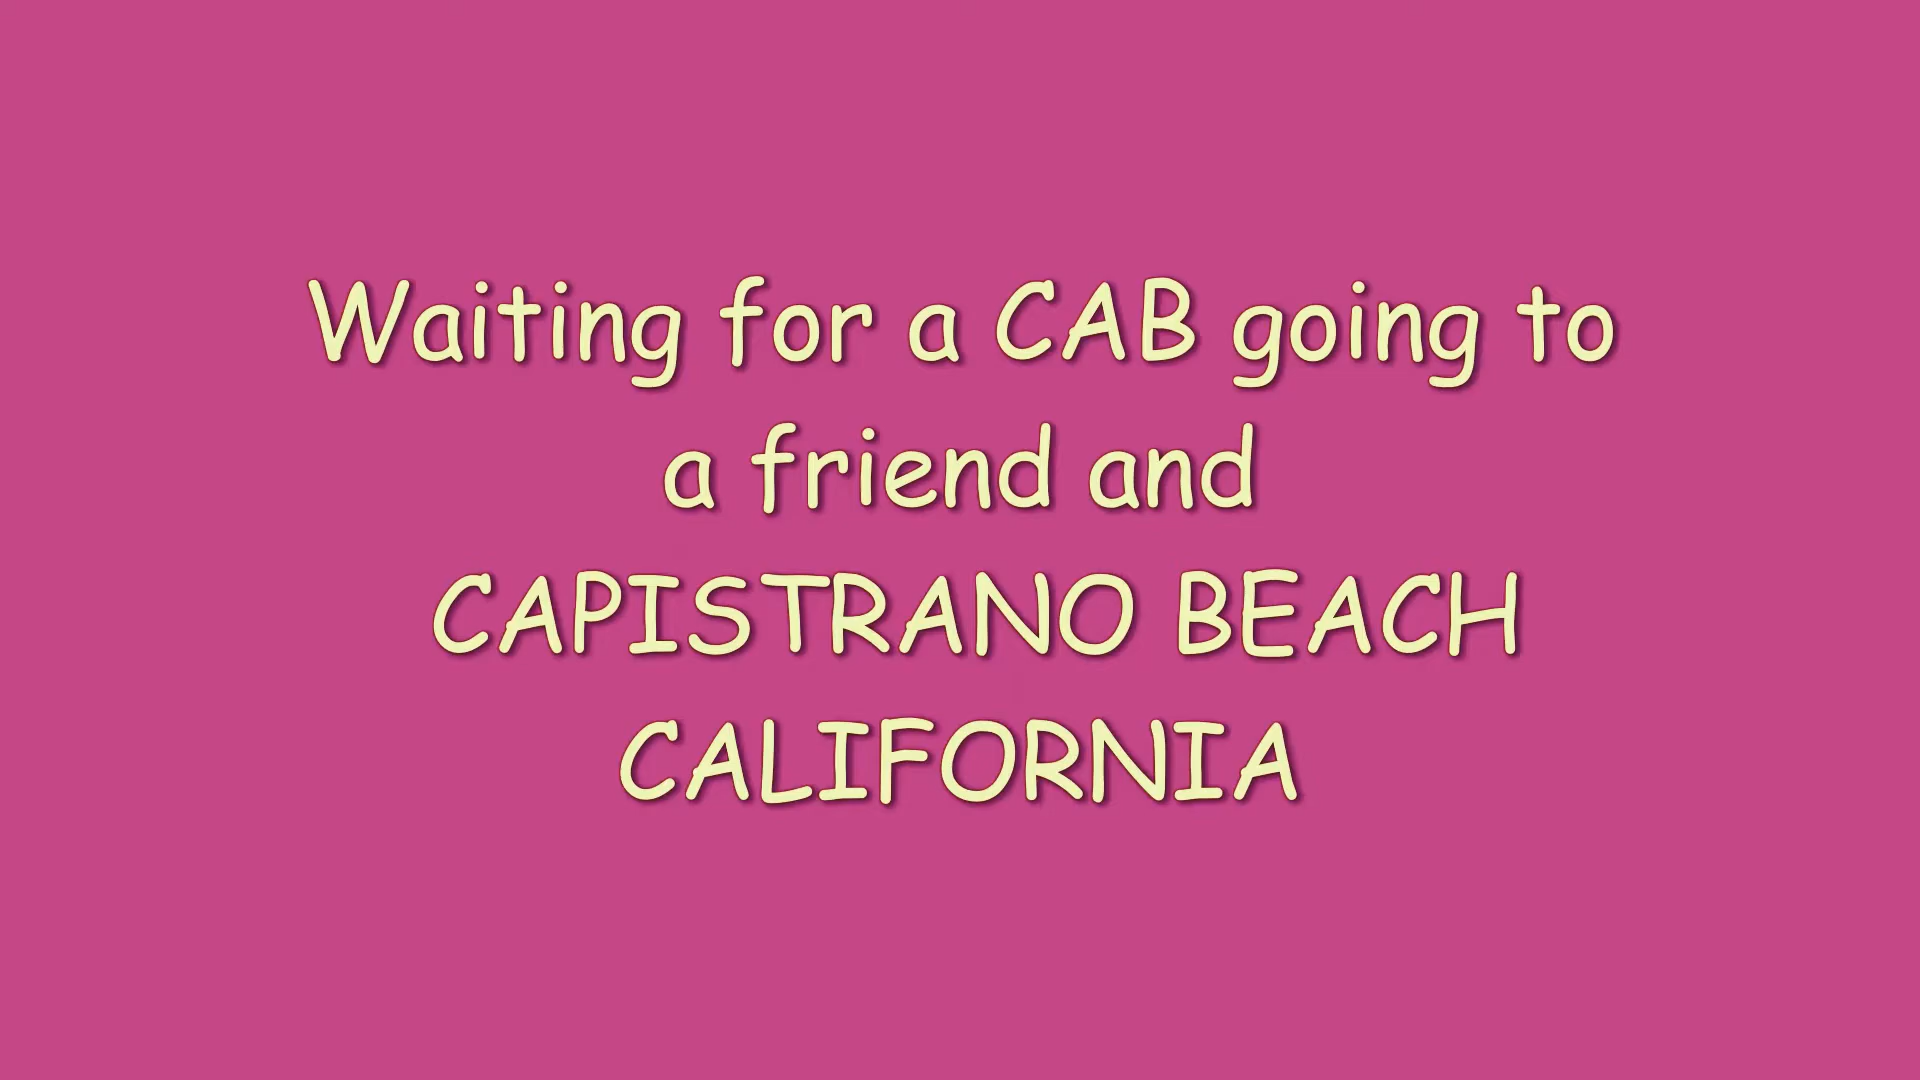 Waiting for a CAB going to
a friend and
CAPISTRANO BEACH
CALIFORNIA